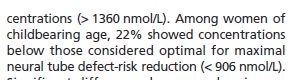 centrations (> 1360 nmol/L). Among women of
childbearing age, 22% showed concentrations
below those considered optimal for maximal
neural tube defect-risk reduction (< 906 nmol/L).